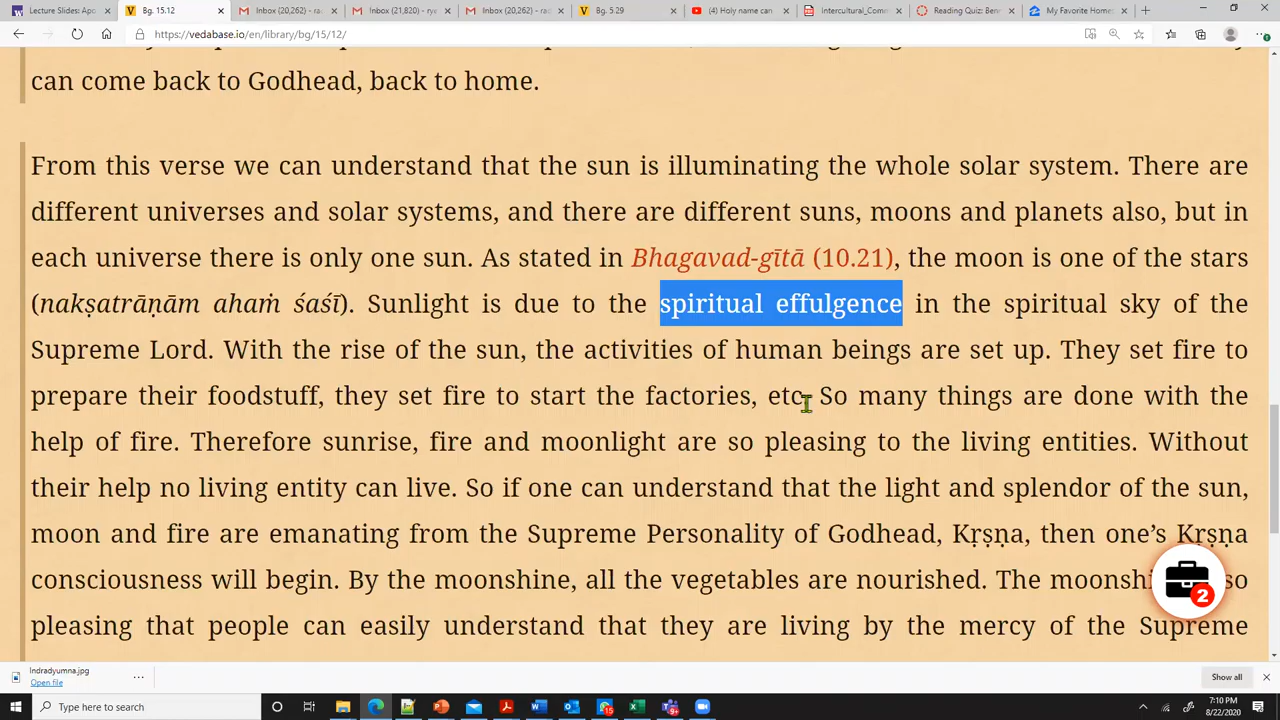 Lecture Slides: Apo
Bg. 15.12
Inbox (20,262) - ra
Inbox (21,820) - rye
Inbox (20,262) - rad
Bg. 5.29
(4) Holy name can
Intercultural_Comm
Reading Quiz: Bene
My Favorite Home:
https://vedabase.io/en/library/bg/15/12/
can come back to Godhead, back to home.
From this verse we can understand that the sun is illuminating the whole solar system. There are
different universes and solar systems, and there are different suns, moons and planets also, but in
each universe there is only one sun. As stated in Bhagavad-gītā (10.21), the moon is one of the stars
(nakṣatrāṇām ahaṁ śaśī). Sunlight is due to the spiritual effulgence in the spiritual sky of the
Supreme Lord. With the rise of the sun, the activities of human beings are set up. They set fire to
prepare their foodstuff, they set fire to start the factories, etc. So many things are done with the
help of fire. Therefore sunrise, fire and moonlight are so pleasing to the living entities. Without
their help no living entity can live. So if one can understand that the light and splendor of the sun,
moon and fire are emanating from the Supreme Personality of Godhead, Kṛṣṇa, then one's Kṛṣṇa
consciousness will begin. By the moonshine, all the vegetables are nourished. The moonshi so
pleasing that people can easily understand that they are living by the mercy of the Supreme
2
Indradyumna.jpg
Open file
Show all
Type here to search
7:10 PM
8/22/2020